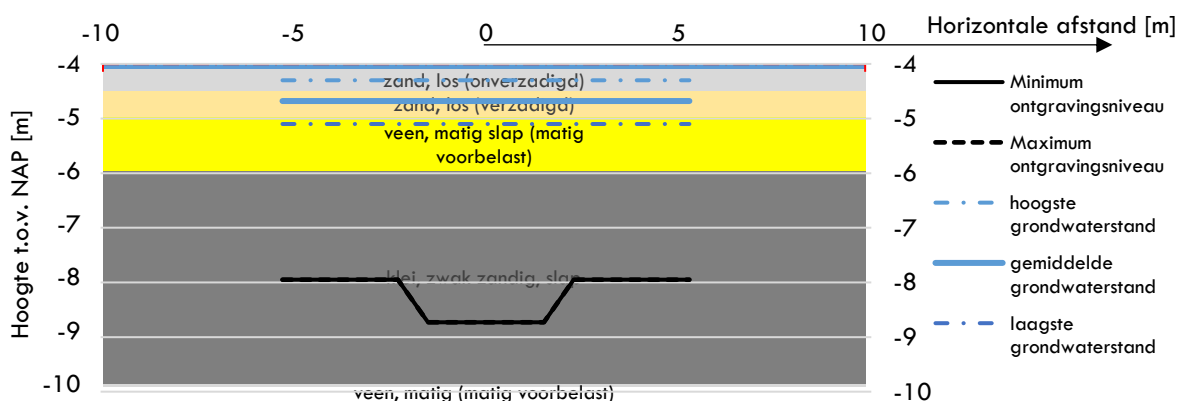 -10 -5 0 5 10 Horizontale afstand [m]
Hoogte t.o.v. NAP [m]
-4 -4
-5 -5
-6 -6
-7 -7
-8 -8
-9 -9
-10 -10
zand, los (onverzadigd)
zand, los (verzadigd)
veen, matig slap (matig
voorbelast)
klei, zwak zandig, slap
veen, matig (matig voorbelast)
Minimum
ontgravingsniveau
Maximum
ontgravingsniveau
hoogste
grondwaterstand
gemiddelde
grondwaterstand
laagste
grondwaterstand